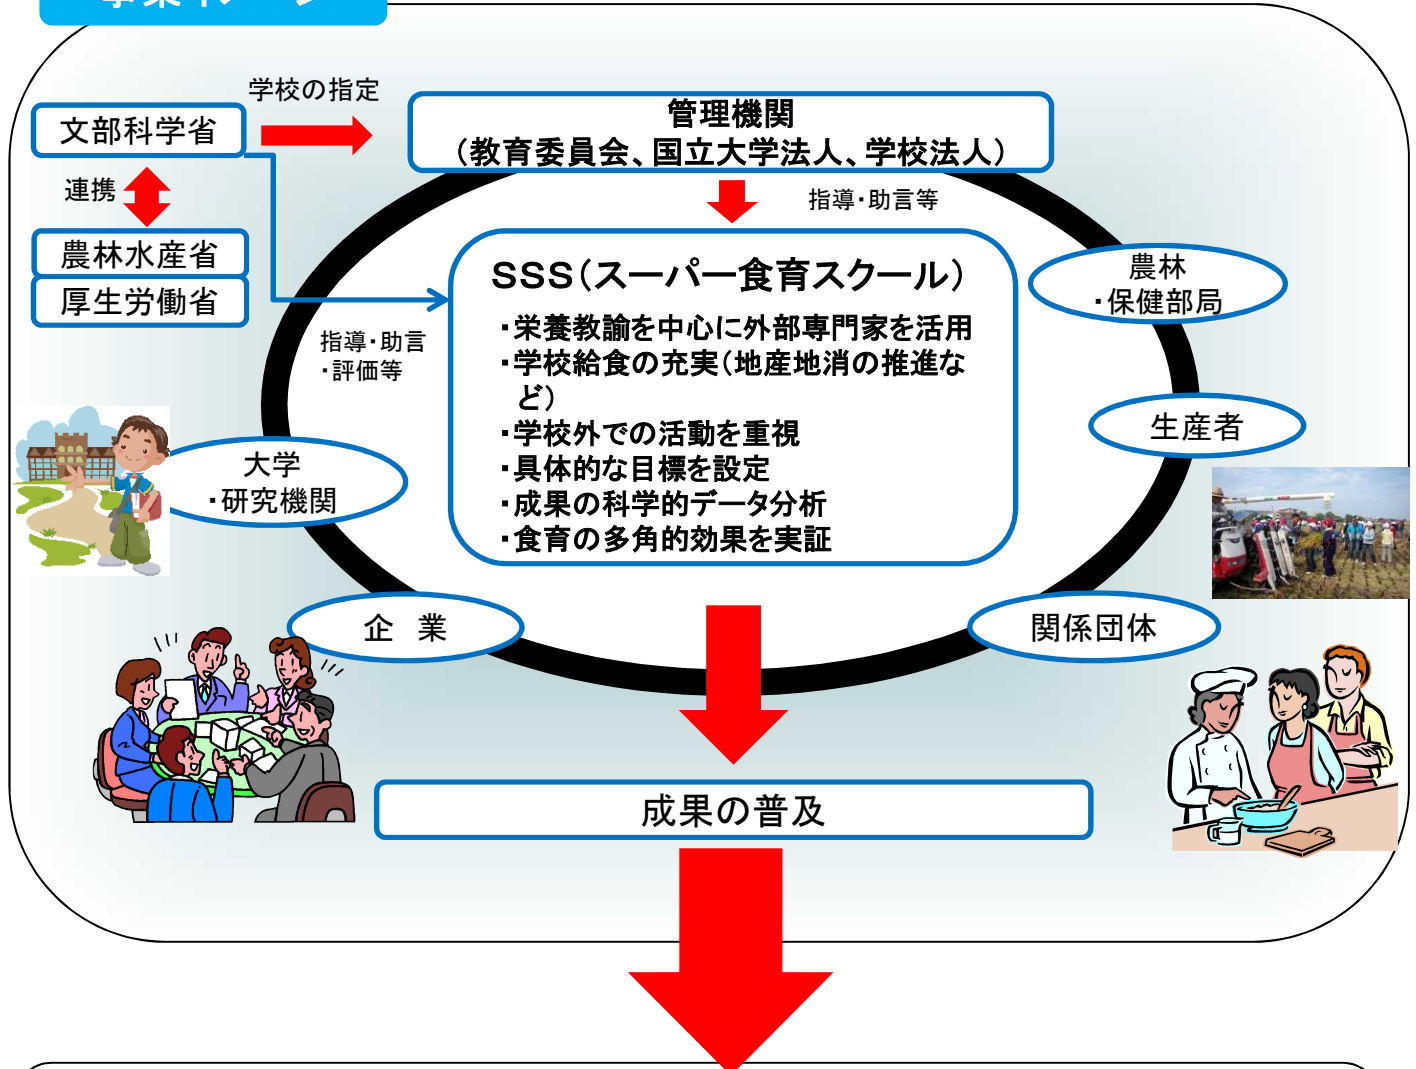 学校の指定
文部科学省
管理機関
（教育委員会、国立大学法人、学校法人）
連携
指導・助言等
農林水産省
厚生労働省
SSS（スーパー食育スクール）
・栄養教諭を中心に外部専門家を活用
・学校給食の充実（地産地消の推進な
ど）
・学校外での活動を重視
・具体的な目標を設定
・成果の科学的データ分析
・食育の多角的効果を実証
指導・助言
・評価等
農林
・保健部局
生産者
大学
・研究機関
企　業
関係団体
成果の普及